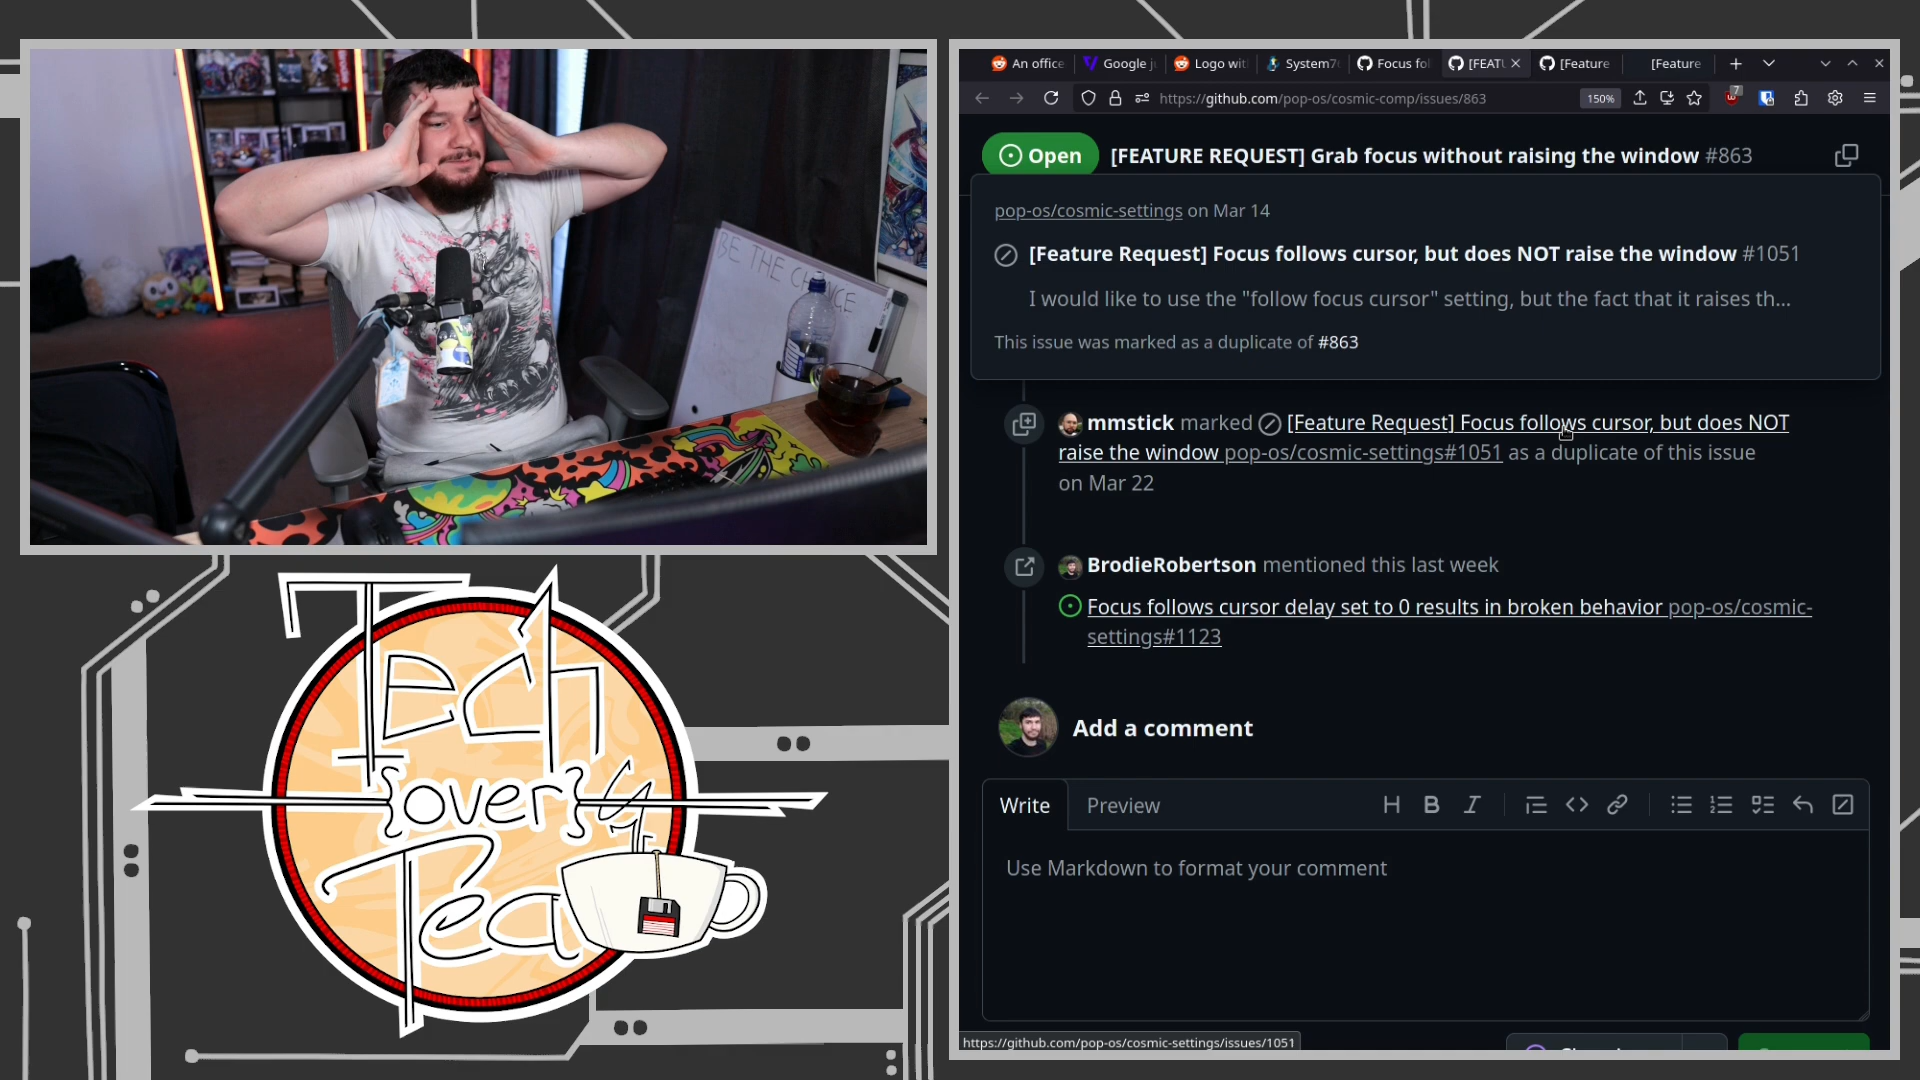 BE THE CHANGE
Tech
{over}
Tea
An office
Google j
Logo wit
System7
Focus fo
[FEAT
[Feature
[Feature
https://github.com/pop-os/cosmic-comp/issues/863
150%
7
Open
[FEATURE REQUEST] Grab focus without raising the window #863
pop-os/cosmic-settings on Mar 14
[Feature Request] Focus follows cursor, but does NOT raise the window #1051
I would like to use the "follow focus cursor" setting, but the fact that it raises th...
This issue was marked as a duplicate of #863
mmstick marked [Feature Request] Focus follows cursor, but does NOT
raise the window pop-os/cosmic-settings#1051 as a duplicate of this issue
on Mar 22
BrodieRobertson mentioned this last week
Focus follows cursor delay set to 0 results in broken behavior pop-os/cosmic-
settings#1123
Add a comment
Write
Preview
H B I
Use Markdown to format your comment
https://github.com/pop-os/cosmic-settings/issues/1051